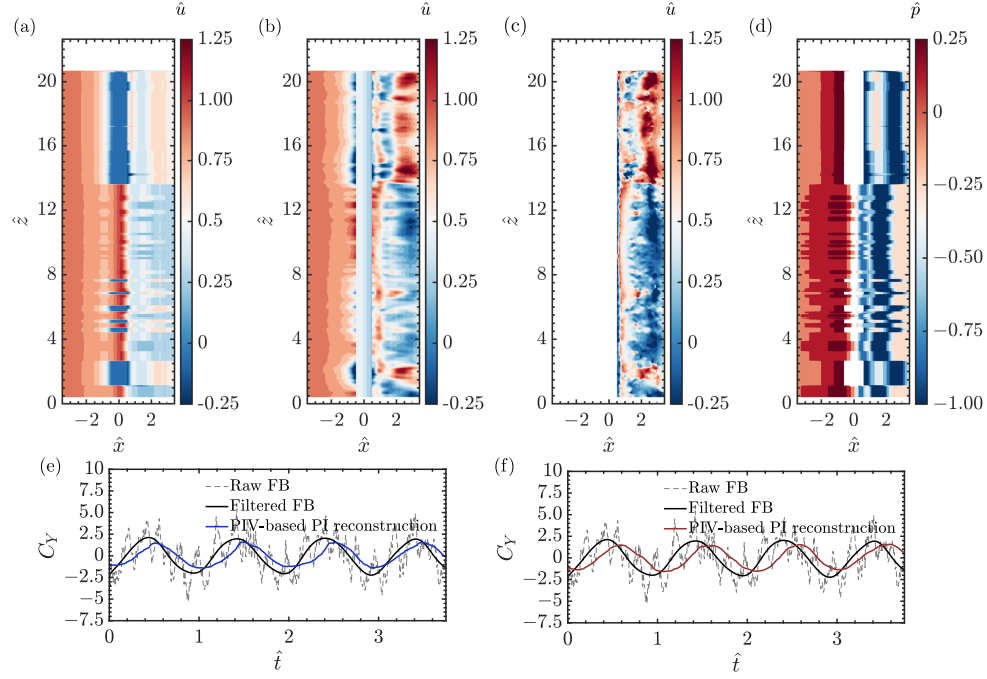 (a) û (b) û (c) û (d) p̂
1.25 1.25 1.25 0.25
20 20 20 20
1.00 1.00 1.00 0
16 16 16 16
0.75 0.75 0.75 −0.25
ẑ 12 ẑ 12 ẑ 12 ẑ 12
0.5 0.5 0.5 −0.50
8 8 8 8
0.25 0.25 0.25
4 4 4 4 −0.75
0 0 0
0 -0.25 0 -0.25 0 -0.25 0 −1.00
−2 0 2 −2 0 2 −2 0 2 −2 0 2
x̂ x̂ x̂ x̂
(e) 10 (f) 10
7.5 Raw FB 7.5 Raw FB
5 Filtered FB 5 Filtered FB
2.5 PIV-based PI reconstruction 2.5 PIV-based PI reconstruction
C_Y 0 C_Y 0
−2.5 −2.5
−5 −5
−7.5 −7.5
0 1 2 3 0 1 2 3
t̂ t̂